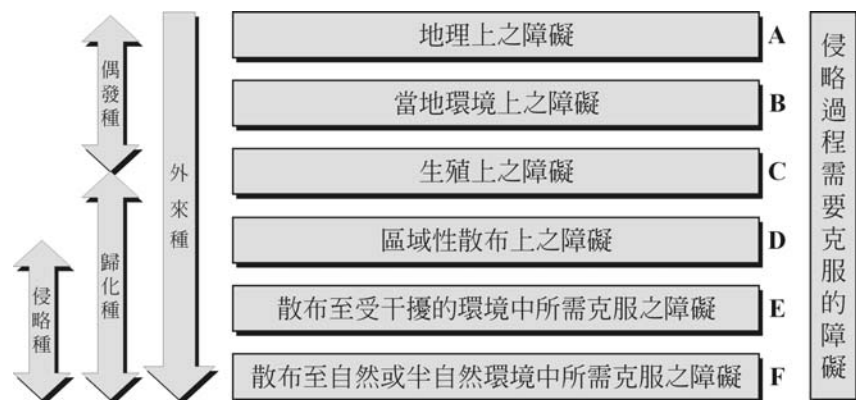 偶發種
歸化種
侵略種
外來種
地理上之障礙 A
當地環境上之障礙 B
生殖上之障礙 C
區域性散布上之障礙 D
散布至受干擾的環境中所需克服之障礙 E
散布至自然或半自然環境中所需克服之障礙 F
侵略過程需要克服的障礙